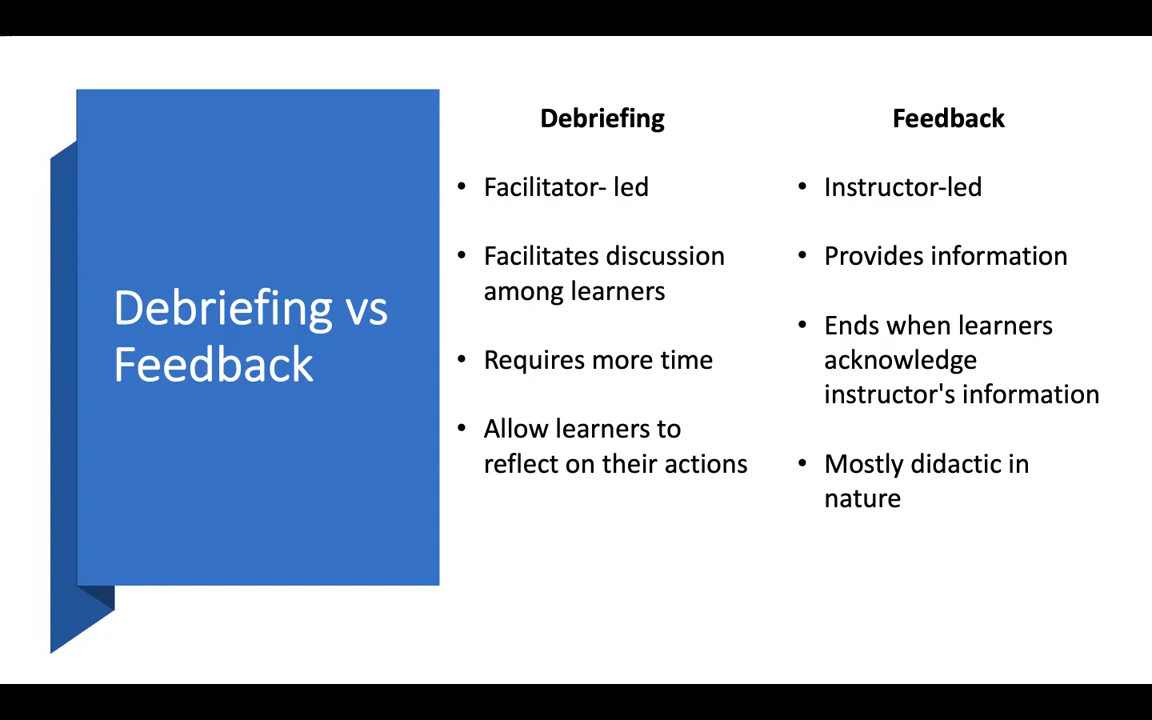 Debriefing vs
Feedback
Debriefing
• Facilitator- led
• Facilitates discussion
among learners
• Requires more time
• Allow learners to
reflect on their actions
Feedback
• Instructor-led
• Provides information
• Ends when learners
acknowledge
instructor's information
• Mostly didactic in
nature